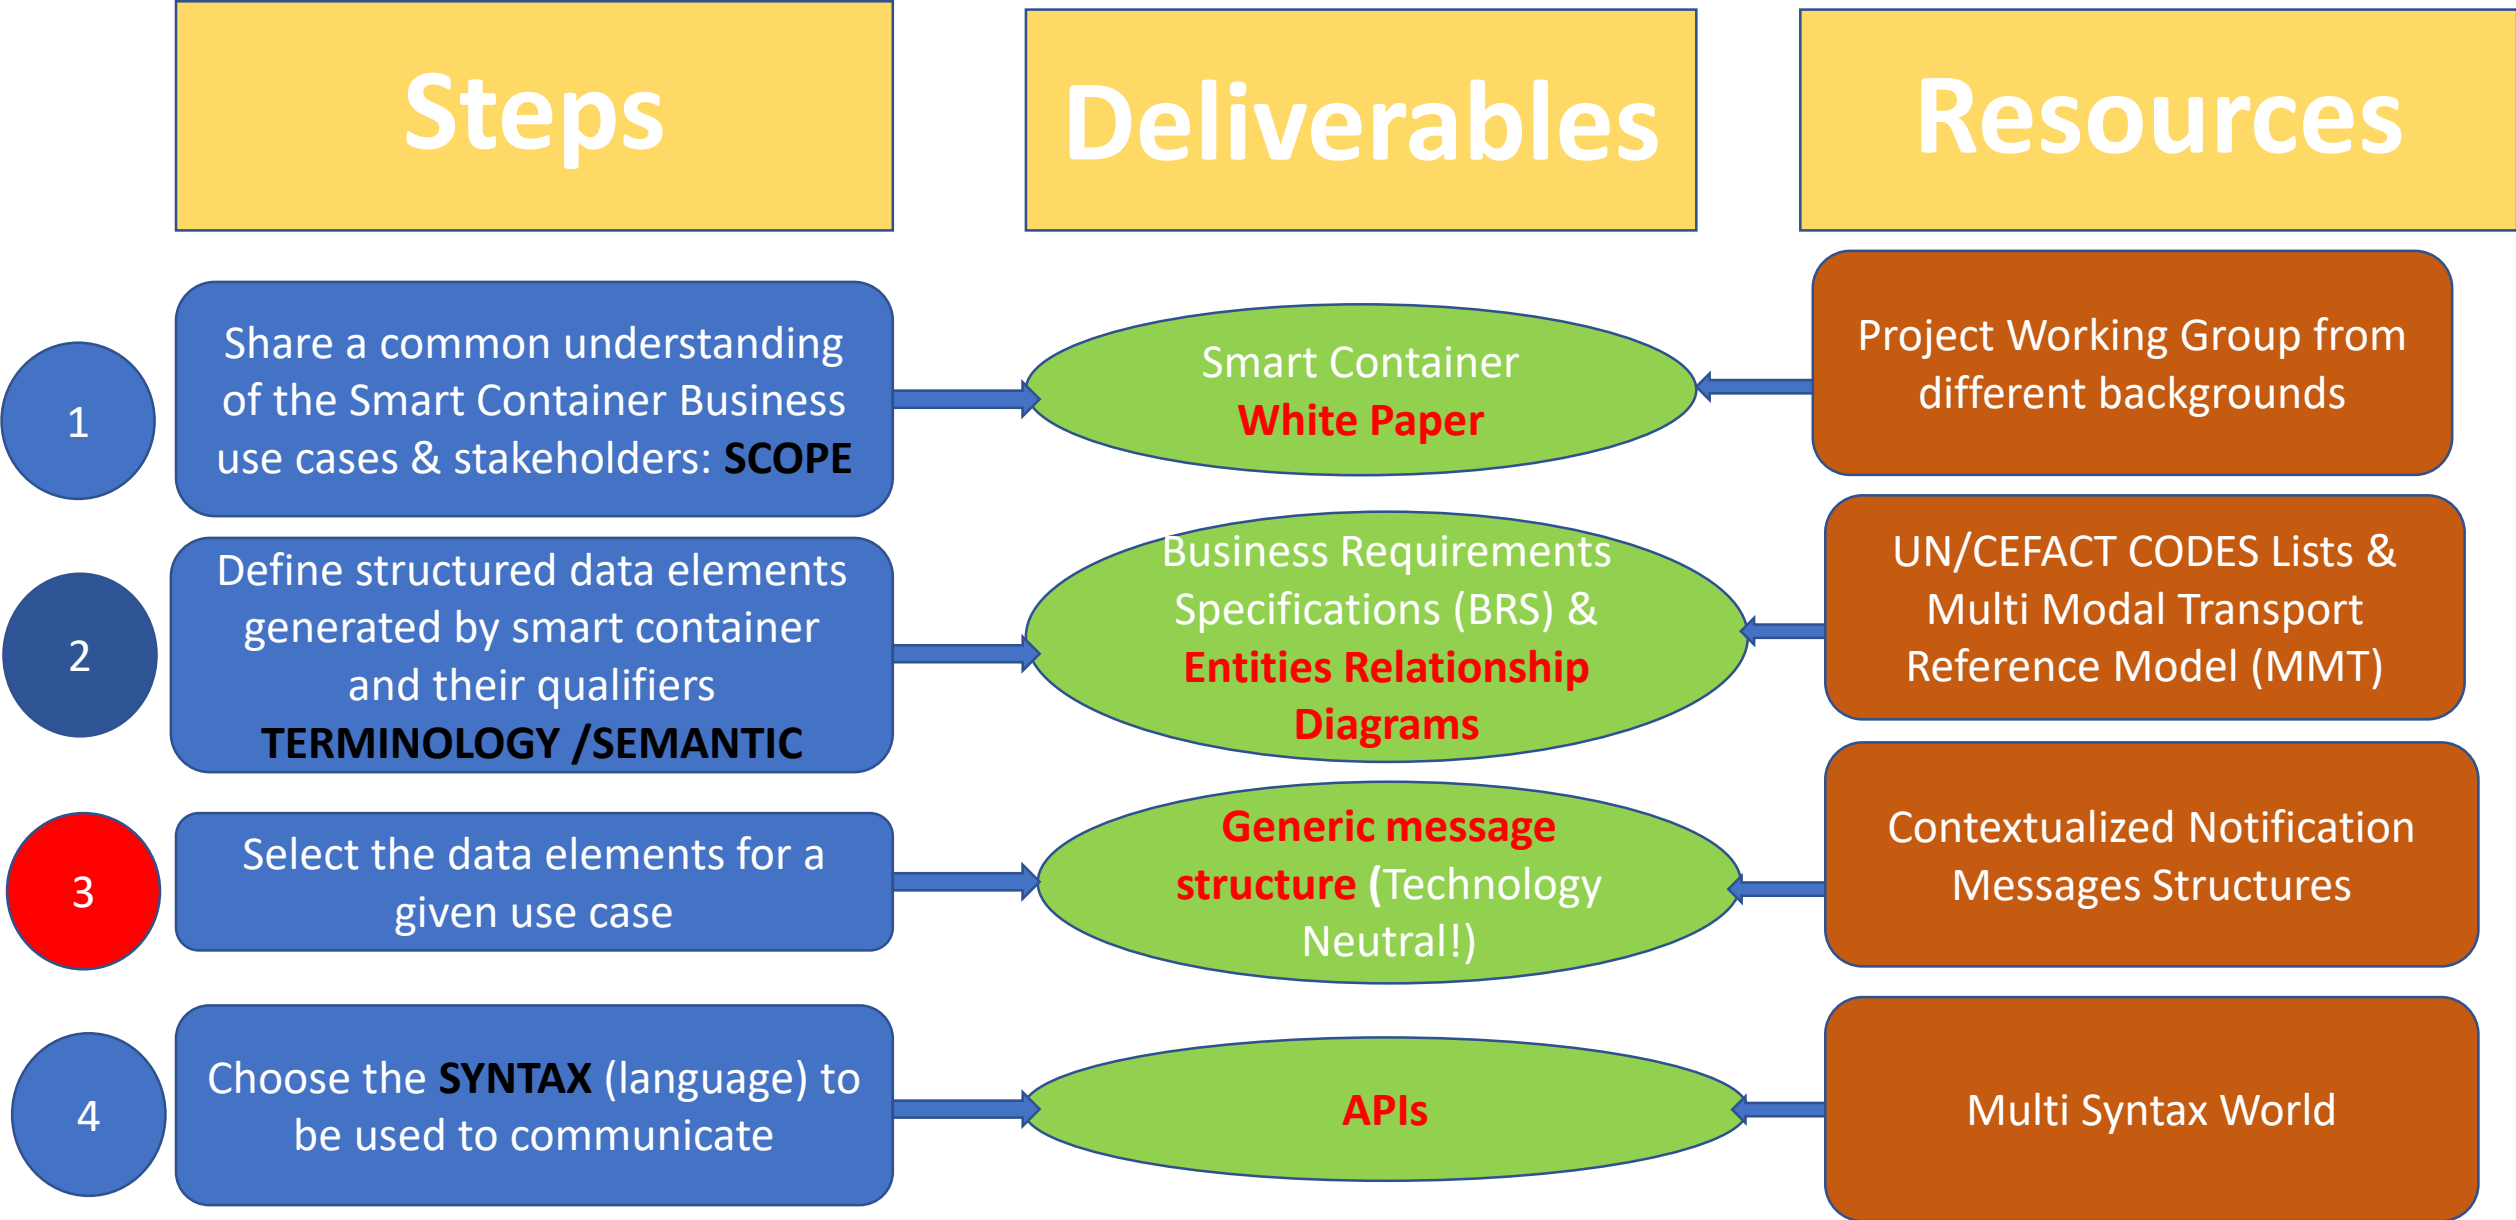 Steps
Deliverables
Resources
1
Share a common understanding
of the Smart Container Business
use cases & stakeholders: SCOPE
Smart Container
White Paper
Project Working Group from
different backgrounds
2
Define structured data elements
generated by smart container
and their qualifiers
TERMINOLOGY /SEMANTIC
Business Requirements
Specifications (BRS) &
Entities Relationship
Diagrams
UN/CEFACT CODES Lists &
Multi Modal Transport
Reference Model (MMT)
3
Select the data elements for a
given use case
Generic message
structure (Technology
Neutral!)
Contextualized Notification
Messages Structures
4
Choose the SYNTAX (language) to
be used to communicate
APIs
Multi Syntax World